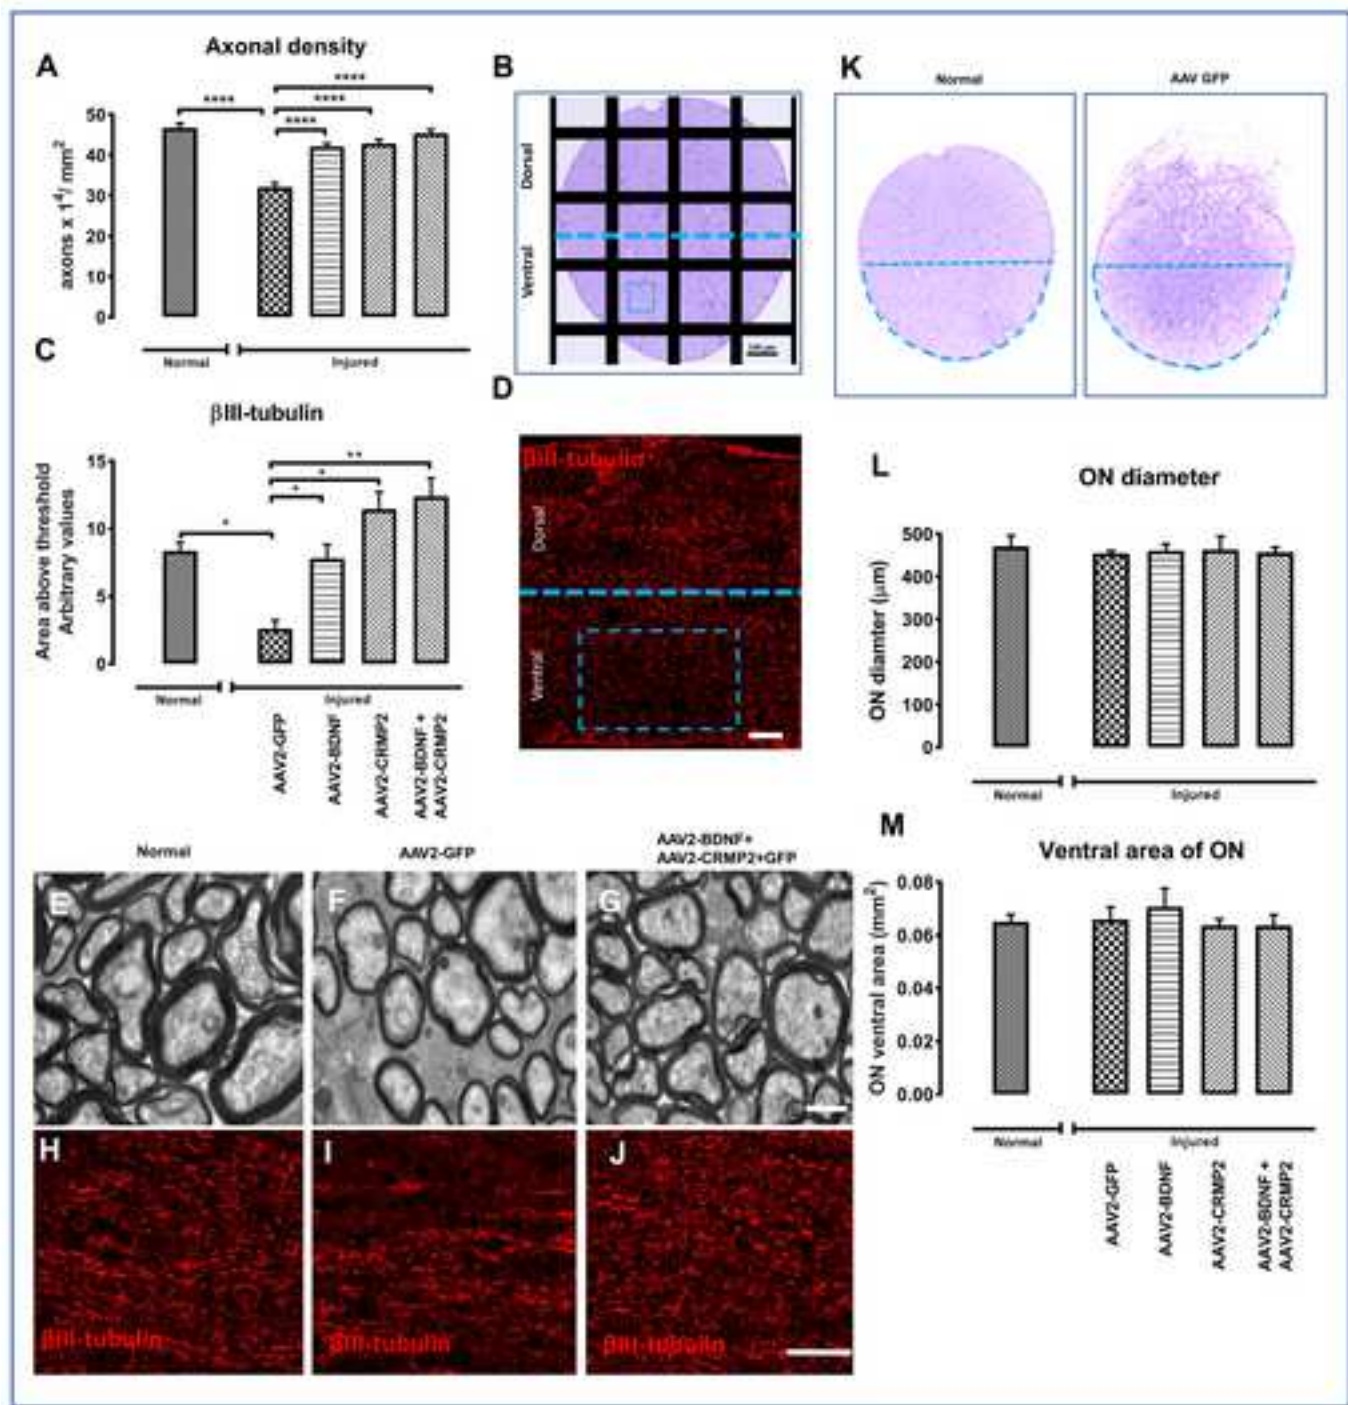 A
Axonal density
****
****
****
****
axons x 1⁴/ mm²
50
40
30
20
10
0
Normal
Injured
B
Dorsal
Ventral
K
Normal
AAV GFP
C
βIII-tubulin
Area above threshold
Arbitrary values
15
10
5
0
*
*
*
**
Normal
Injured
AAV2-GFP
AAV2-BDNF
AAV2-CRMP2
AAV2-BDNF +
AAV2-CRMP2
D
βIII-tubulin
Dorsal
Ventral
L
ON diameter
ON diamter (μm)
500
400
300
200
100
0
Normal
Injured
M
Ventral area of ON
ON ventral area (mm²)
0.08
0.06
0.04
0.02
0.00
Normal
Injured
AAV2-GFP
AAV2-BDNF
AAV2-CRMP2
AAV2-BDNF +
AAV2-CRMP2
Normal
AAV2-GFP
AAV2-BDNF+
AAV2-CRMP2+GFP
E
F
G
H
βIII-tubulin
I
βIII-tubulin
J
βIII-tubulin